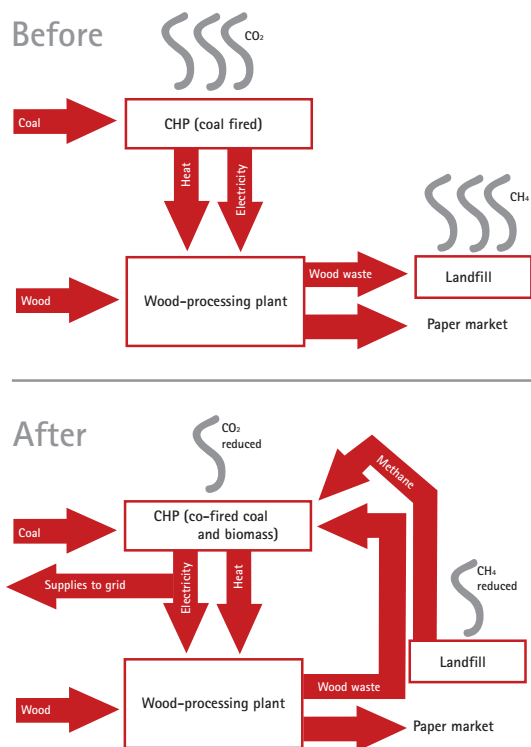 Before
CO₂
Coal
CHP (coal fired)
Heat
Electricity
CH₄
Wood waste
Landfill
Wood
Wood-processing plant
Paper market
After
CO₂
reduced
Methane
Coal
CHP (co-fired coal
and biomass)
Supplies to grid
Electricity
Heat
CH₄
reduced
Landfill
Wood waste
Wood
Wood-processing plant
Paper market